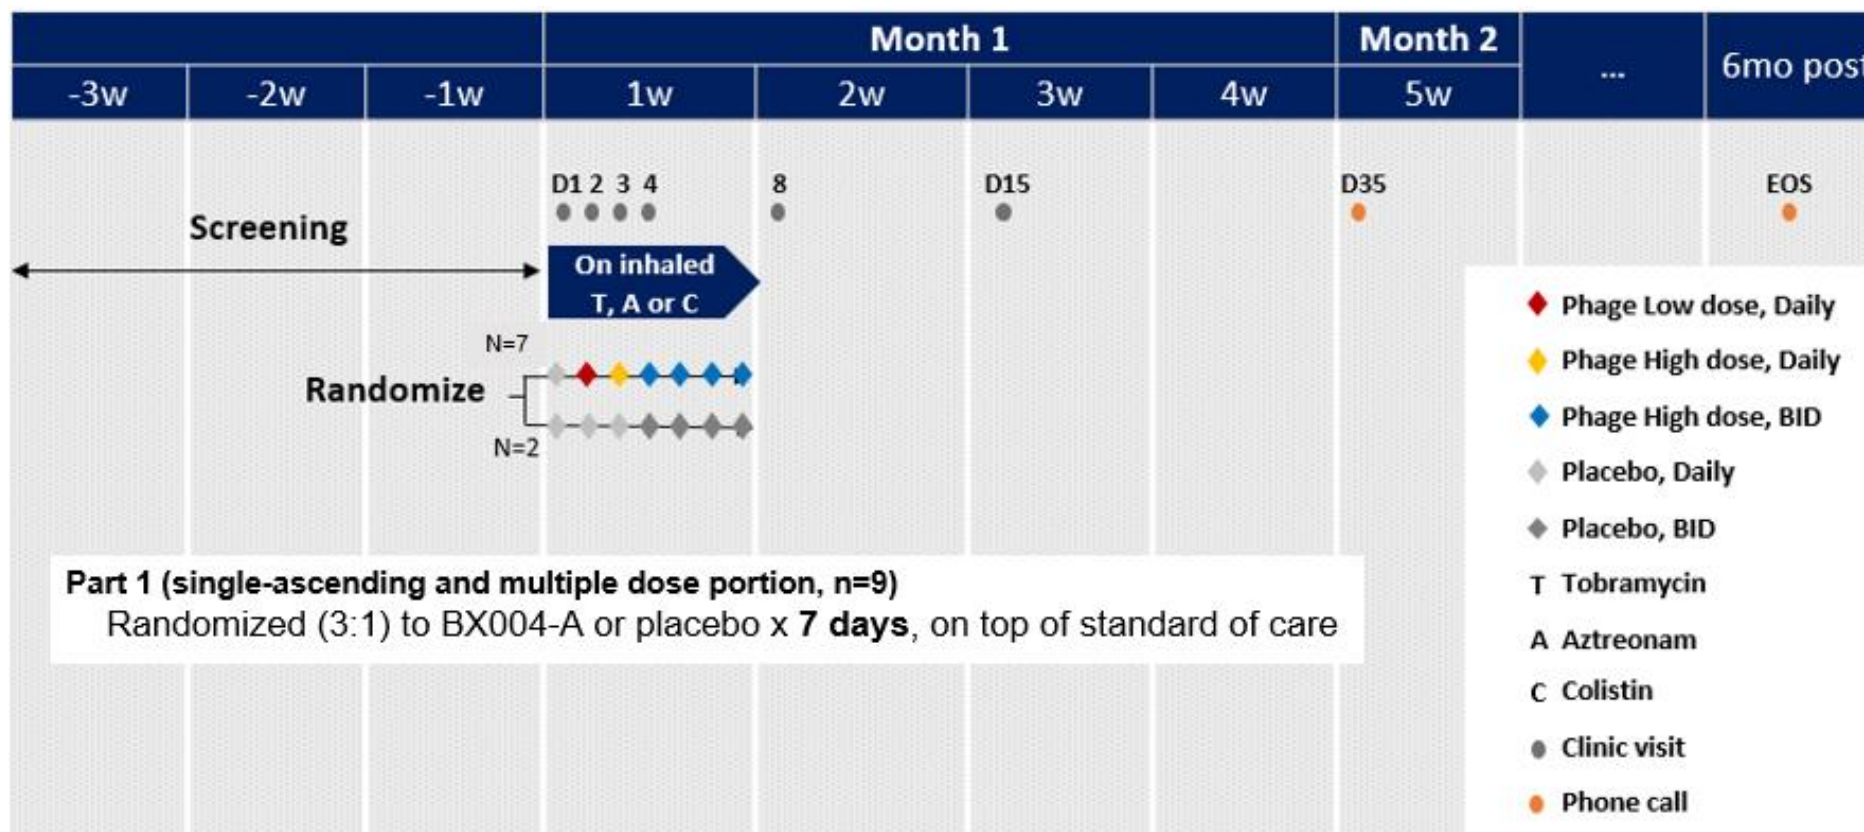 Month 1
Month 2
...
6mo post
-3w
-2w
-1w
1w
2w
3w
4w
5w
D1 2 3 4
8
D15
D35
EOS
Screening
On inhaled
T, A or C
N=7
Randomize
N=2
Phage Low dose, Daily
Phage High dose, Daily
Phage High dose, BID
Placebo, Daily
Placebo, BID
T Tobramycin
A Aztreonam
C Colistin
Clinic visit
Phone call
Part 1 (single-ascending and multiple dose portion, n=9)
Randomized (3:1) to BX004-A or placebo x 7 days, on top of standard of care